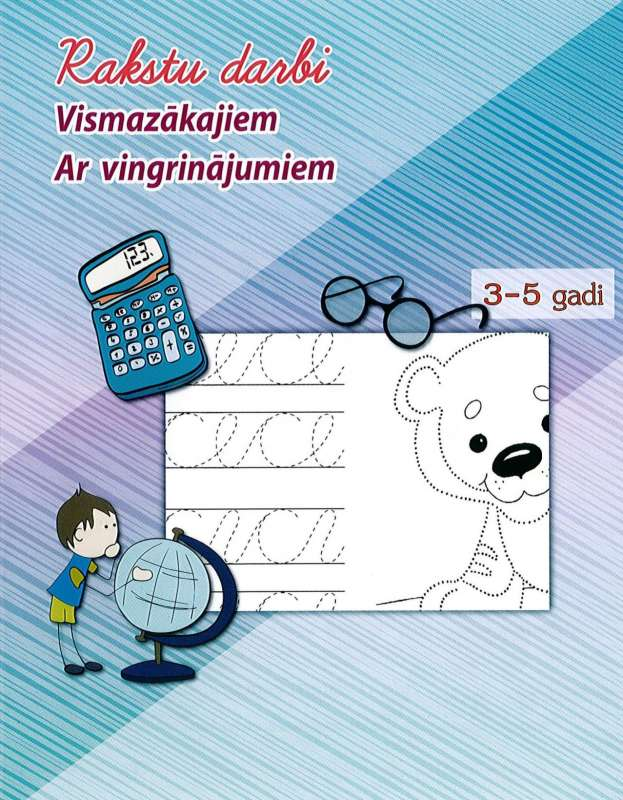 Rakstu darbi
Vismazākajiem
Ar vingrinājumiem
123
3-5 gadi